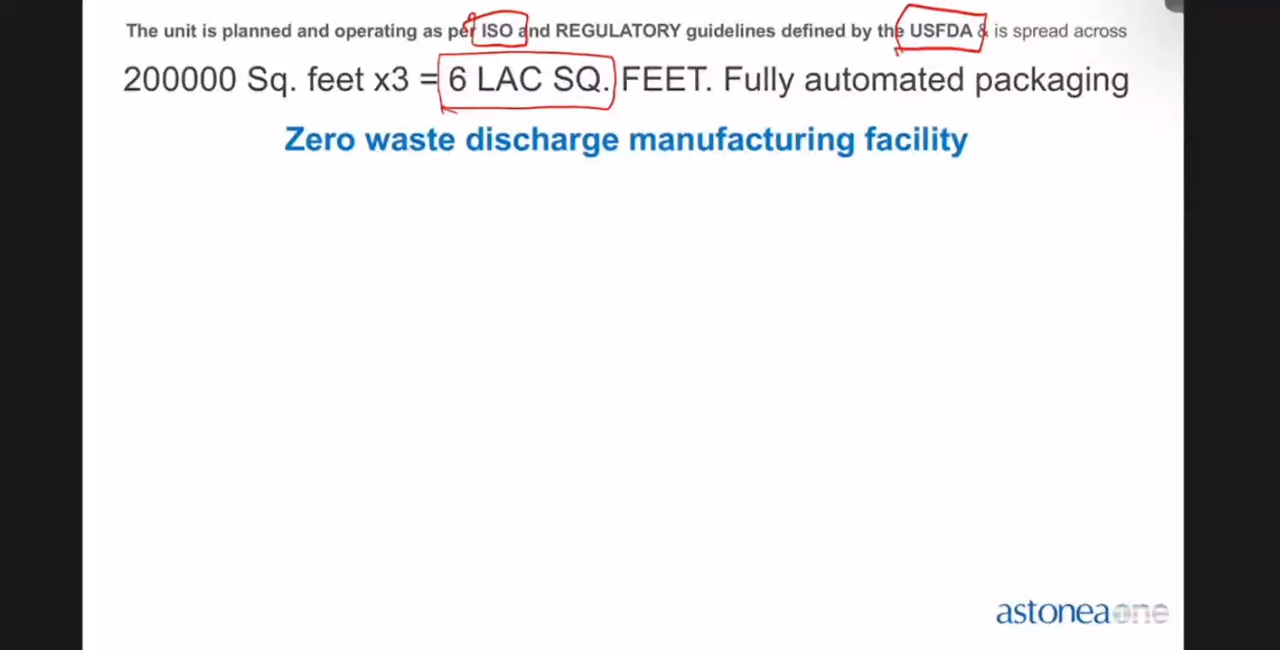 The unit is planned and operating as per ISO and REGULATORY guidelines defined by the USFDA & is spread across
200000 Sq. feet x3 = 6 LAC SQ. FEET. Fully automated packaging
Zero waste discharge manufacturing facility
astoneaone